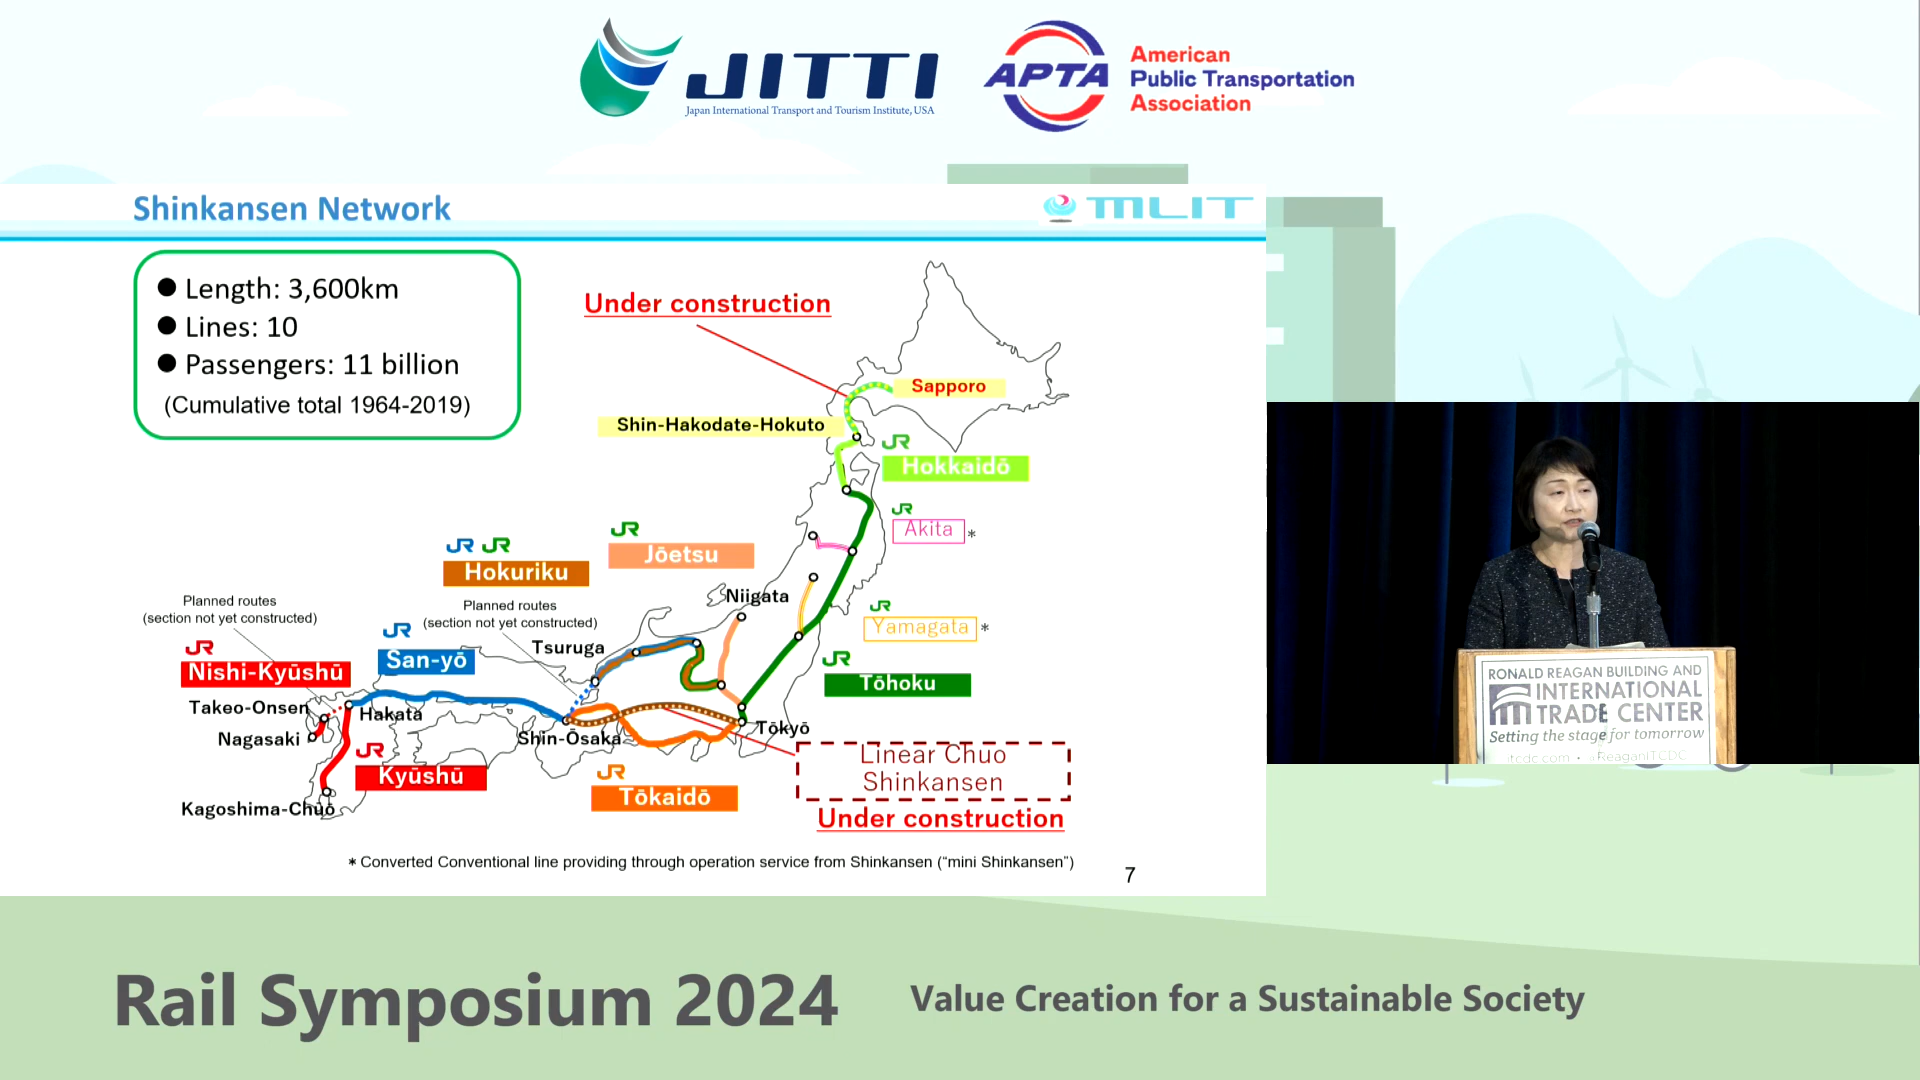 JITTI
Japan International Transport and Tourism Institute, USA
APTA
American
Public Transportation
Association
Shinkansen Network
MLIT
● Length: 3,600km
● Lines: 10
● Passengers: 11 billion
(Cumulative total 1964-2019)
Under construction
Sapporo
Shin-Hakodate-Hokuto
JR
Hokkaidō
JR
Akita *
JR
Jōetsu
JR JR
Hokuriku
Niigata
Planned routes
(section not yet constructed)
Planned routes
(section not yet constructed)
JR
Yamagata *
Tsuruga
JR
San-yō
JR
Nishi-Kyūshū
JR
Tōhoku
Takeo-Onsen
Hakata
Nagasaki
Shin-Ōsaka
Tōkyō
JR
Kyūshū
JR
Tōkaidō
Linear Chuo
Shinkansen
Under construction
Kagoshima-Chūō
* Converted Conventional line providing through operation service from Shinkansen (“mini Shinkansen”)
7
RONALD REAGAN BUILDING AND
INTERNATIONAL
TRADE CENTER
Setting the stage for tomorrow
itcdc.com • aReaganITCDC
Rail Symposium 2024
Value Creation for a Sustainable Society